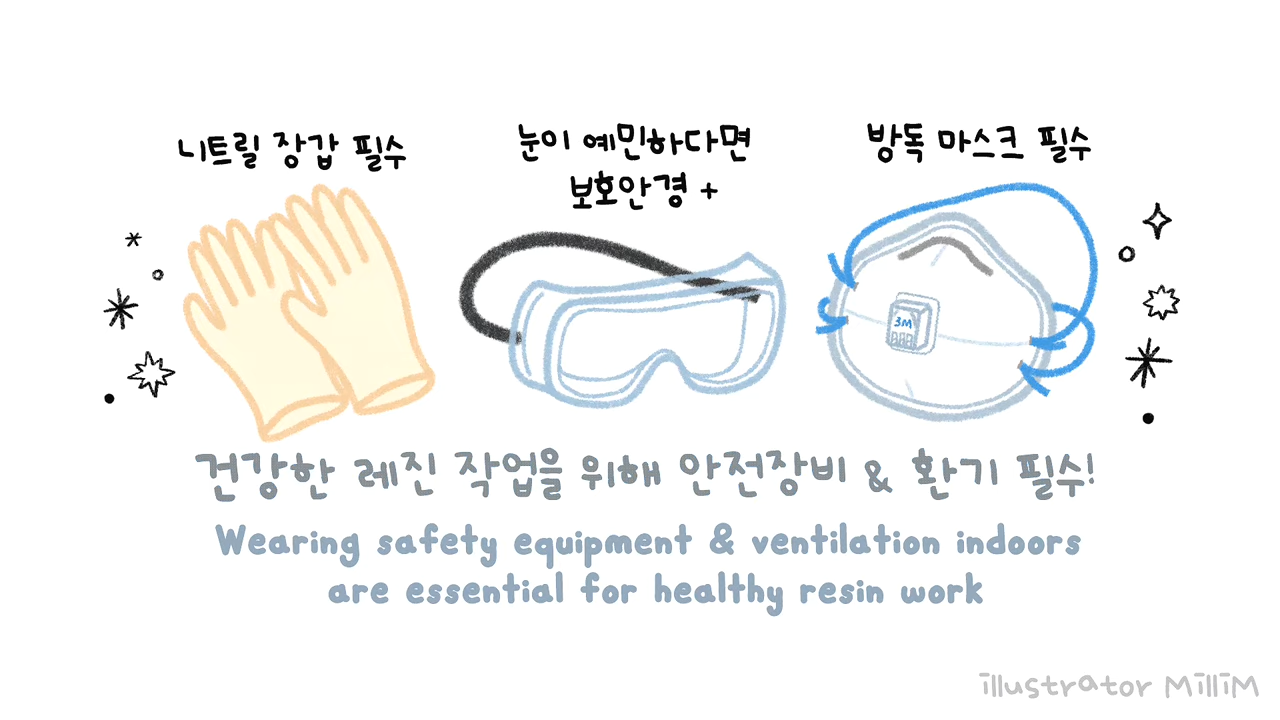 니트릴 장갑 필수
눈이 예민하다면
보호안경 +
방독 마스크 필수
3M
건강한 레진 작업을 위해 안전장비 & 환기 필수!
Wearing safety equipment & ventilation indoors
are essential for healthy resin work
illustrator MilliM